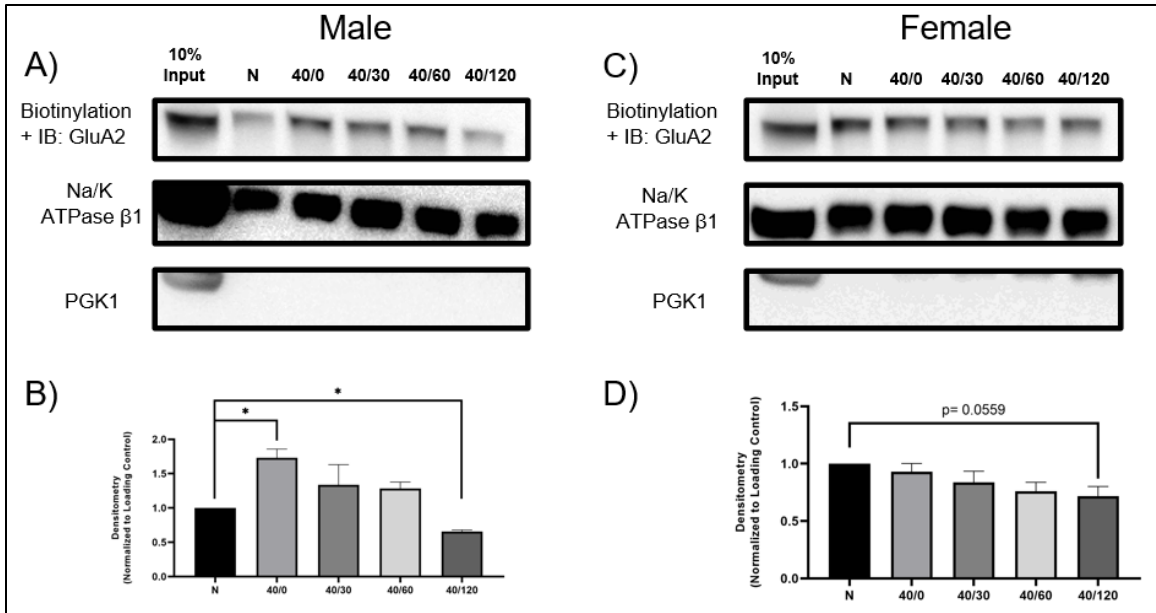 Male
A)
10% Input N 40/0 40/30 40/60 40/120
Biotinylation
+ IB: GluA2
Na/K
ATPase β1
PGK1
B)
*
*
Densitometry
(Normalized to Loading Control)
2.0
1.5
1.0
0.5
0.0
N 40/0 40/30 40/60 40/120
Female
C)
10% Input N 40/0 40/30 40/60 40/120
Biotinylation
+ IB: GluA2
Na/K
ATPase β1
PGK1
D)
p= 0.0559
Densitometry
(Normalized to Loading Control)
1.5
1.0
0.5
0.0
N 40/0 40/30 40/60 40/120